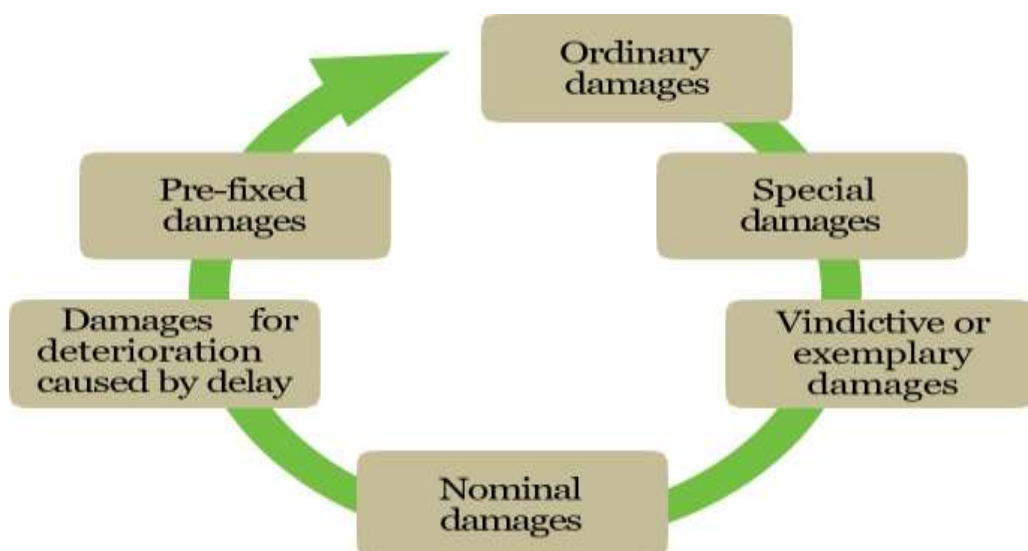 Ordinary
damages
Special
damages
Vindictive or
exemplary
damages
Nominal
damages
Damages for
deterioration
caused by delay
Pre-fixed
damages